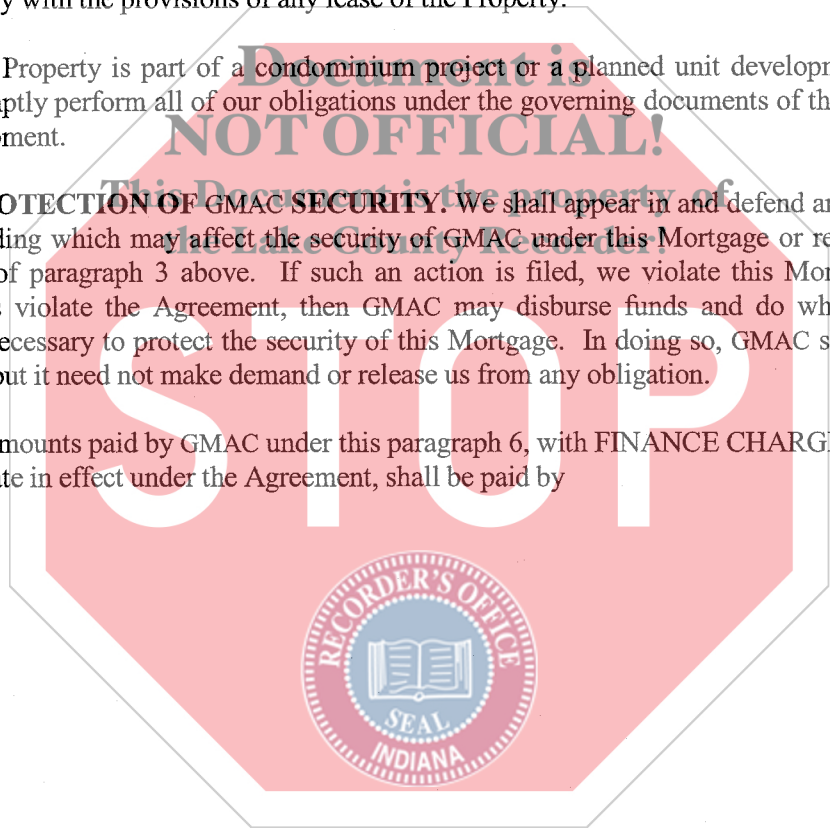 y with the provisions of any lease of the Property.
Document is
Property is part of a condominium project or a planned unit developm
ptly perform all of our obligations under the governing documents of th
ment.
NOT OFFICIAL!
This Document is the property of
OTECTION OF GMAC SECURITY. We shall appear in and defend an
the Lake County Recorder!
ding which may affect the security of GMAC under this Mortgage or re
of paragraph 3 above. If such an action is filed, we violate this Mor
violate the Agreement, then GMAC may disburse funds and do wh
ecessary to protect the security of this Mortgage. In doing so, GMAC s
out it need not make demand or release us from any obligation.
STOP
mounts paid by GMAC under this paragraph 6, with FINANCE CHARG
te in effect under the Agreement, shall be paid by
RECORDER'S OFFICE
SEAL
INDIANA